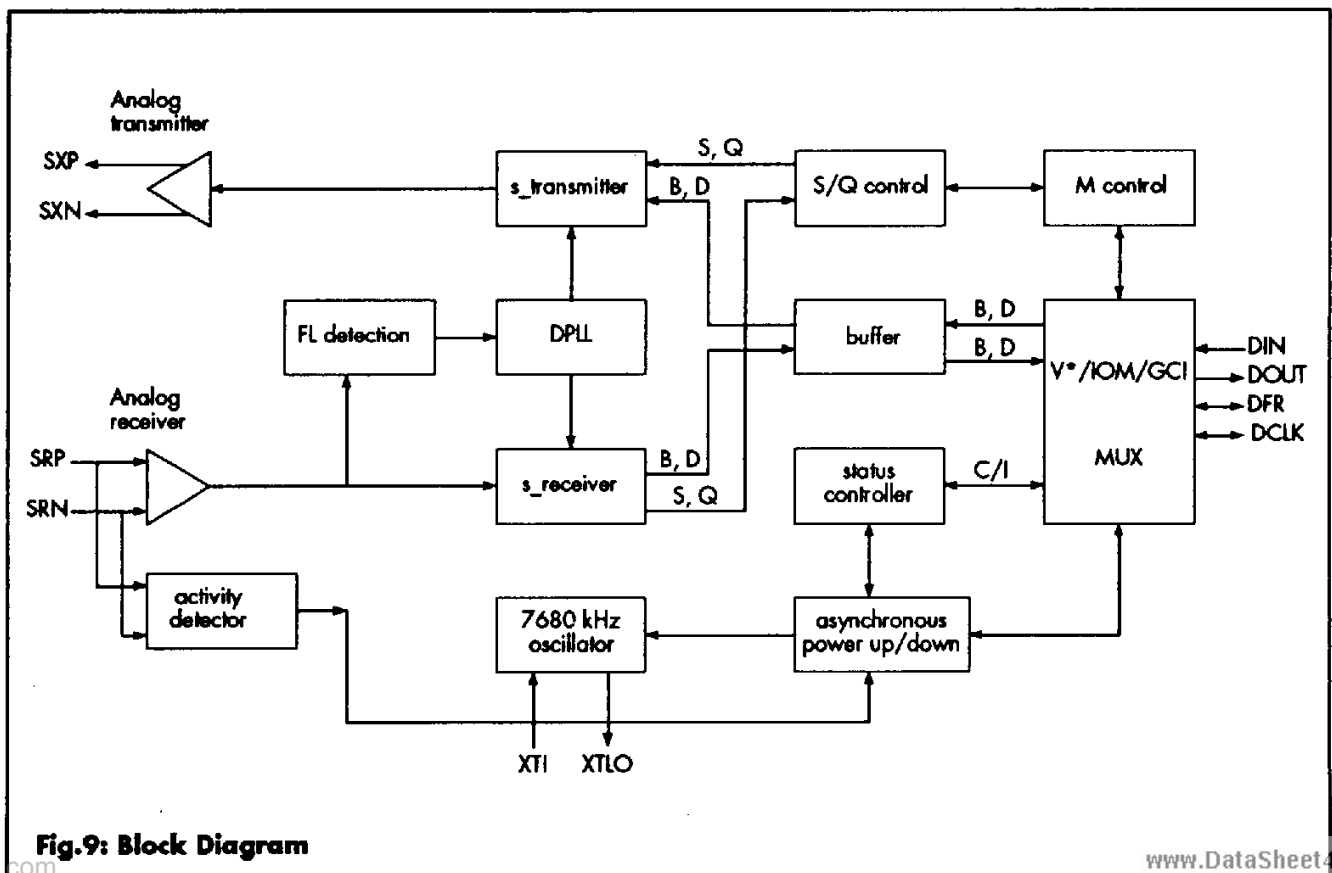 Analog
transmitter
SXP
SXN
s_transmitter
S, Q
B, D
S/Q control
M control
FL detection
DPLL
buffer
B, D
B, D
V*/IOM/GCI
MUX
DIN
DOUT
DFR
DCLK
Analog
receiver
SRP
SRN
s_receiver
B, D
S, Q
status
controller
C/I
activity
detector
7680 kHz
oscillator
asynchronous
power up/down
XTI
XTLO
Fig.9: Block Diagram
com
www.DataSheet4